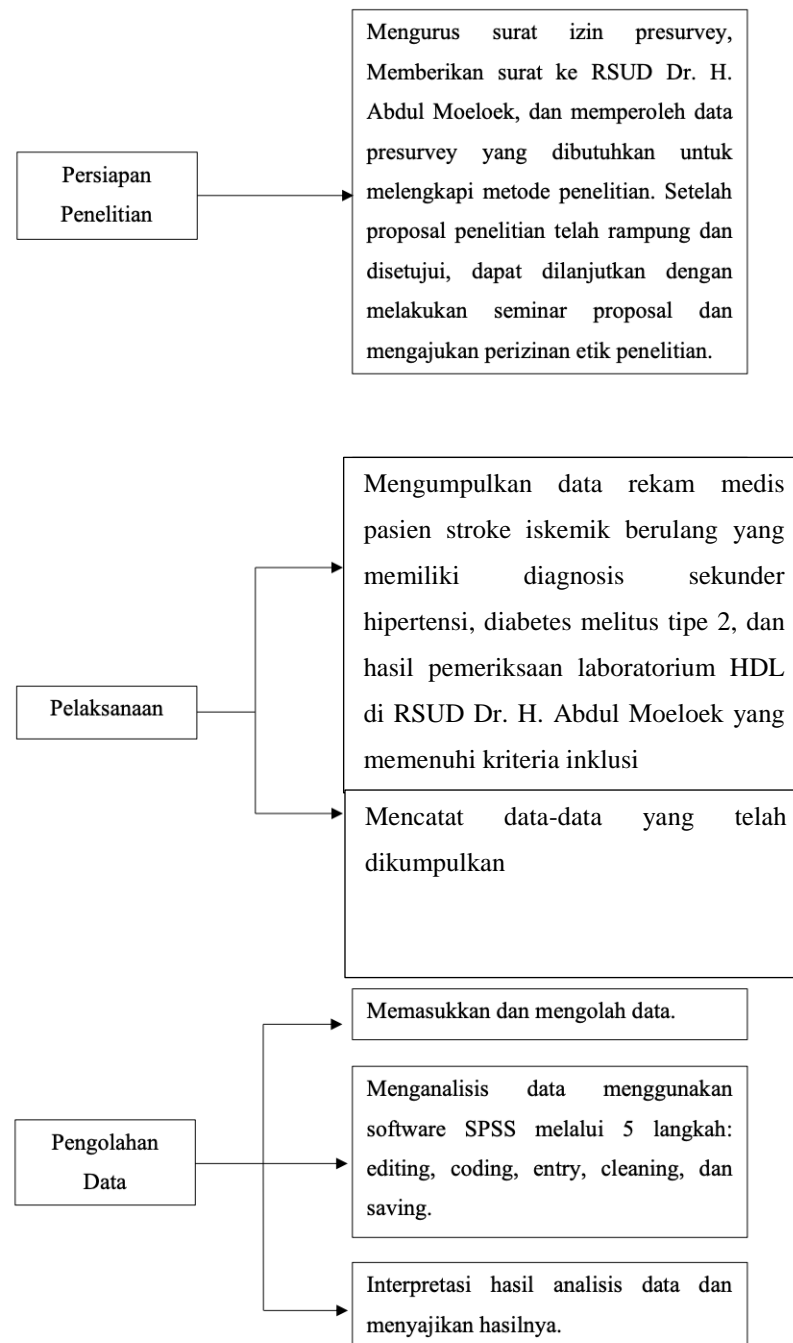 Persiapan
Penelitian
Mengurus surat izin presurvey,
Memberikan surat ke RSUD Dr. H.
Abdul Moeloek, dan memperoleh data
presurvey yang dibutuhkan untuk
melengkapi metode penelitian. Setelah
proposal penelitian telah rampung dan
disetujui, dapat dilanjutkan dengan
melakukan seminar proposal dan
mengajukan perizinan etik penelitian.
Pelaksanaan
Mengumpulkan data rekam medis
pasien stroke iskemik berulang yang
memiliki diagnosis sekunder
hipertensi, diabetes melitus tipe 2, dan
hasil pemeriksaan laboratorium HDL
di RSUD Dr. H. Abdul Moeloek yang
memenuhi kriteria inklusi
Mencatat data-data yang telah
dikumpulkan
Pengolahan
Data
Memasukkan dan mengolah data.
Menganalisis data menggunakan
software SPSS melalui 5 langkah:
editing, coding, entry, cleaning, dan
saving.
Interpretasi hasil analisis data dan
menyajikan hasilnya.